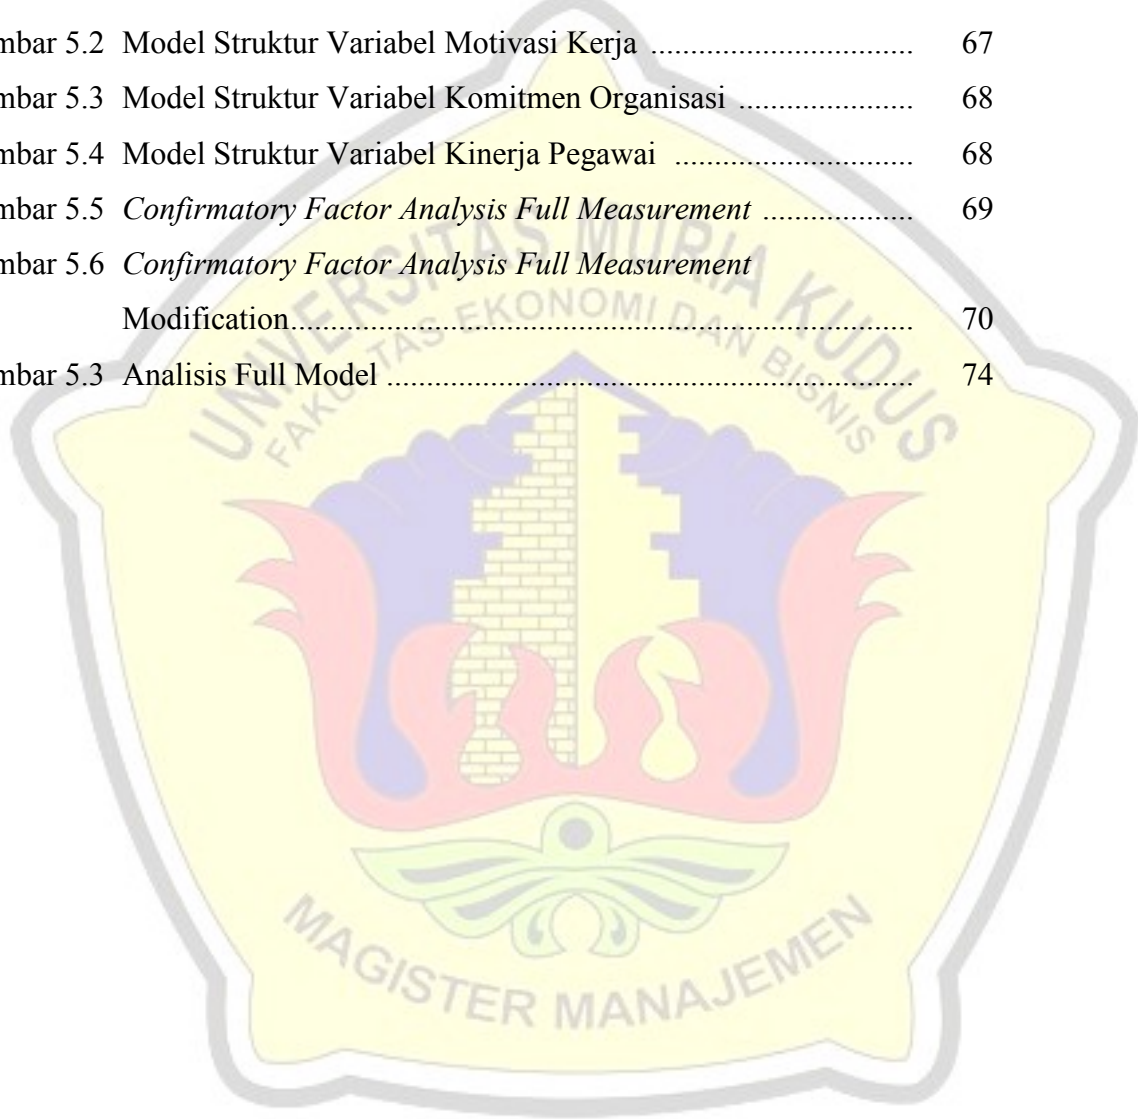 mbar 5.2 Model Struktur Variabel Motivasi Kerja ................................. 67
mbar 5.3 Model Struktur Variabel Komitmen Organisasi ...................... 68
mbar 5.4 Model Struktur Variabel Kinerja Pegawai .............................. 68
mbar 5.5 Confirmatory Factor Analysis Full Measurement ................... 69
mbar 5.6 Confirmatory Factor Analysis Full Measurement
Modification............................................................................... 70
mbar 5.3 Analisis Full Model ................................................................... 74
UNIVERSITAS MURIA KUDUS
FAKULTAS EKONOMI DAN BISNIS
MAGISTER MANAJEMEN